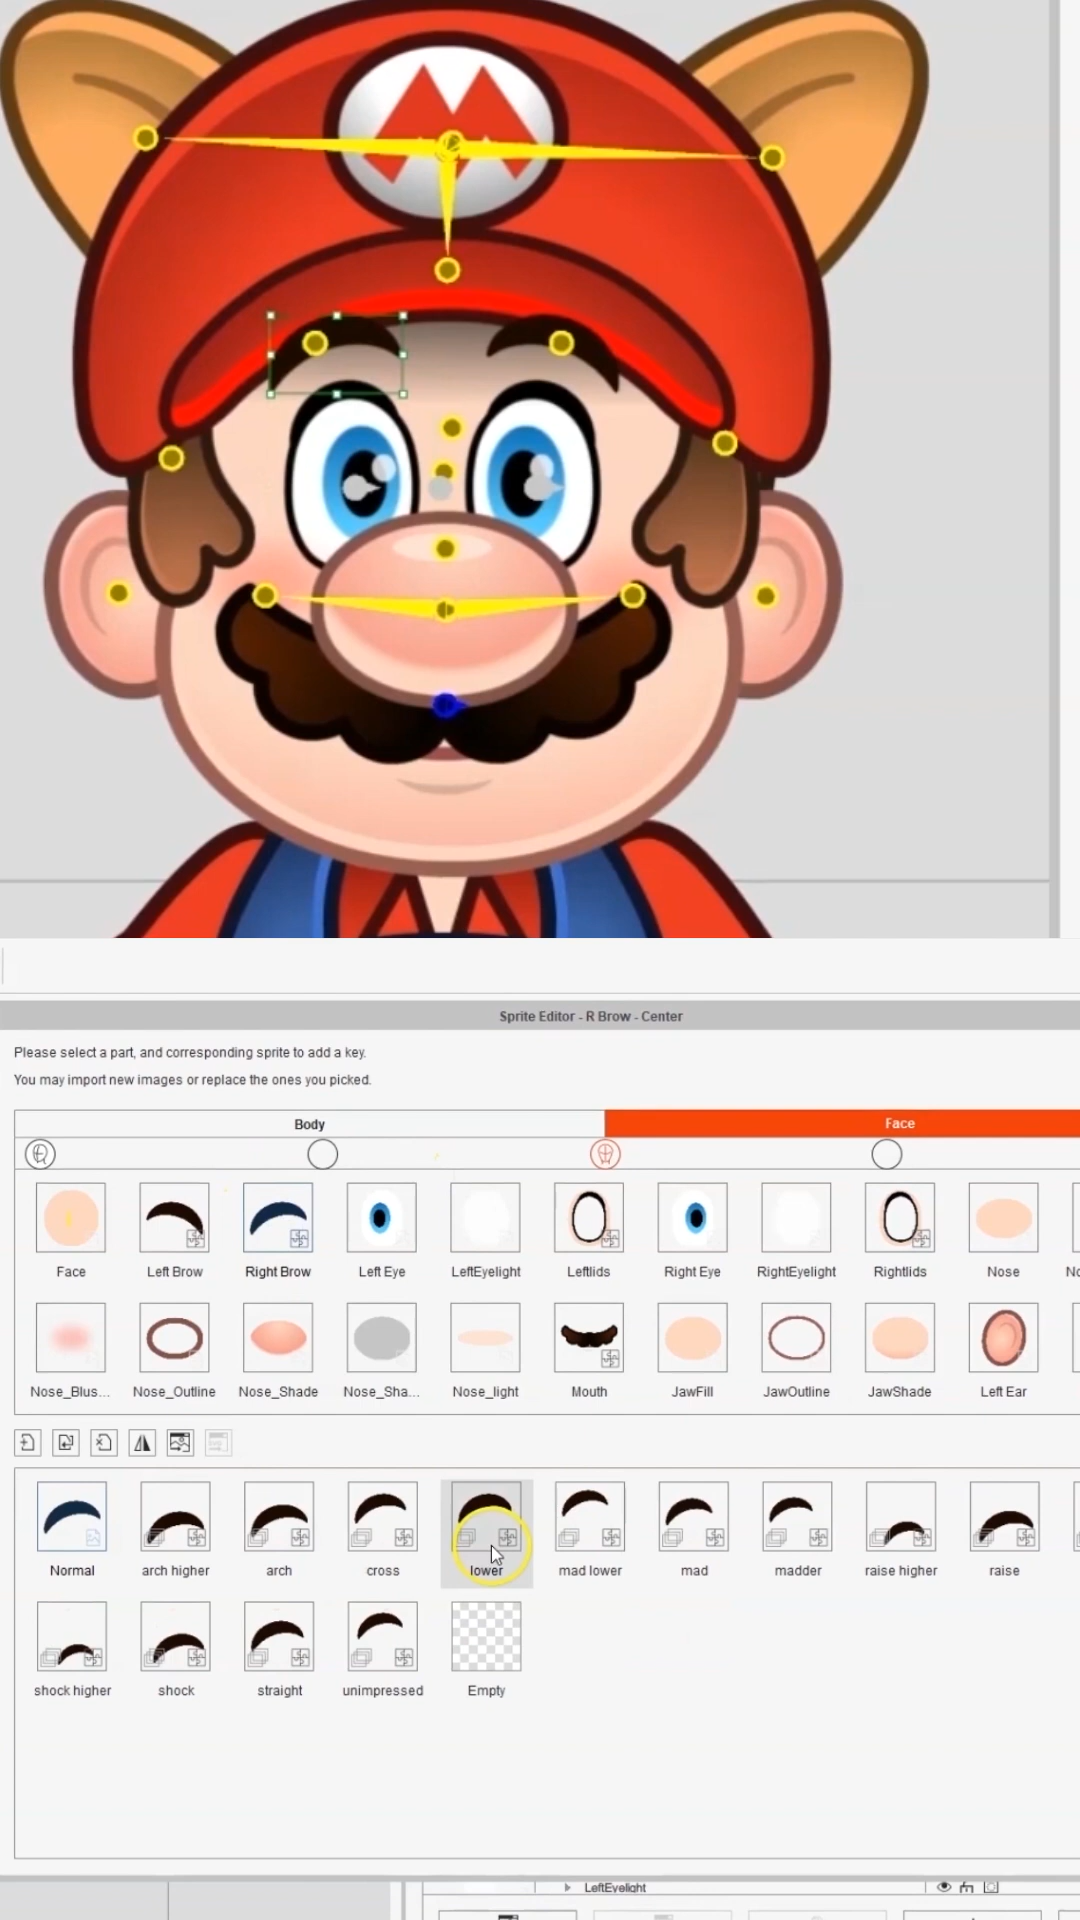 M
Sprite Editor - R Brow - Center
Please select a part, and corresponding sprite to add a key.
You may import new images or replace the ones you picked.
Body Face
Face Left Brow Right Brow Left Eye LeftEyelight Leftlids Right Eye RightEyelight Rightlids Nose
Nose_Blus... Nose_Outline Nose_Shade Nose_Sha... Nose_light Mouth JawFill JawOutline JawShade Left Ear
Normal arch higher arch cross lower mad lower mad madder raise higher raise
shock higher shock straight unimpressed Empty
LeftEyelight